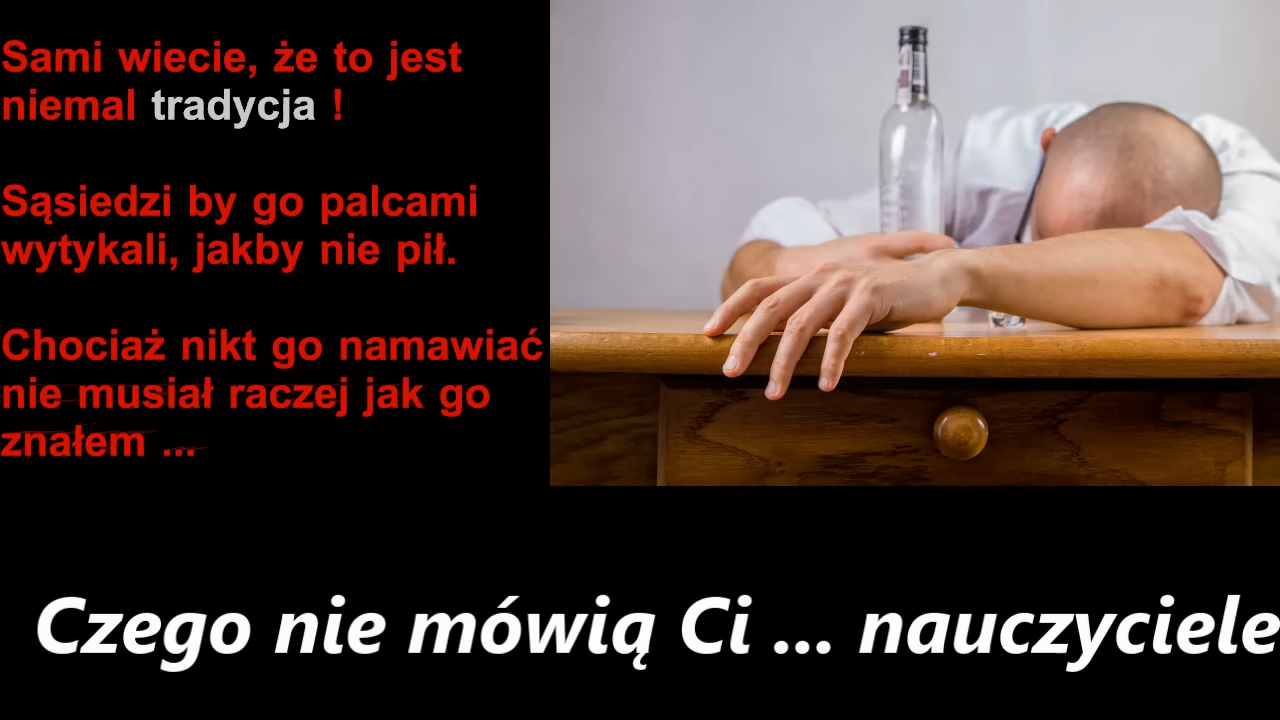 Sami wiecie, że to jest
niemal tradycja !
Sąsiedzi by go palcami
wytykali, jakby nie pił.
Chociaż nikt go namawiać
nie musiał raczej jak go
znałem ...
Czego nie mówią Ci ... nauczyciele